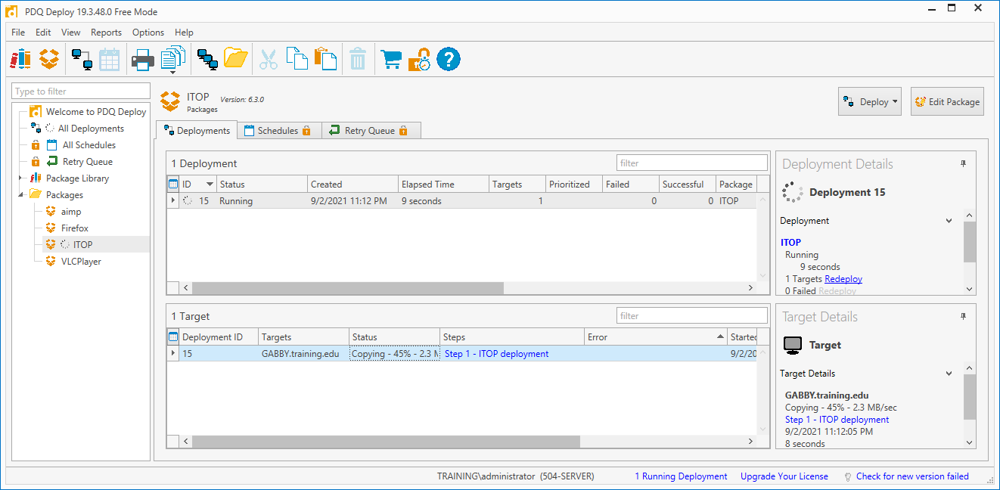 PDQ Deploy 19.3.48.0 Free Mode
File Edit View Reports Options Help
Type to filter
Welcome to PDQ Deploy
All Deployments
All Schedules
Retry Queue
Package Library
Packages
aimp
Firefox
ITOP
VLCPlayer
ITOP Version: 6.3.0
Packages
Deploy Edit Package
Deployments Schedules Retry Queue
1 Deployment filter
ID Status Created Elapsed Time Targets Prioritized Failed Successful Package
15 Running 9/2/2021 11:12 PM 9 seconds 1 0 0 ITOP
Deployment Details
Deployment 15
Deployment
ITOP
Running
9 seconds
1 Targets Redeploy
0 Failed Redeploy
1 Target filter
Deployment ID Targets Status Steps Error Started
15 GABBY.training.edu Copying - 45% - 2.3 M Step 1 - ITOP deployment 9/2/20
Target Details
Target
Target Details
GABBY.training.edu
Copying - 45% - 2.3 MB/sec
Step 1 - ITOP deployment
9/2/2021 11:12:05 PM
8 seconds
TRAINING\administrator (504-SERVER) 1 Running Deployment Upgrade Your License Check for new version failed